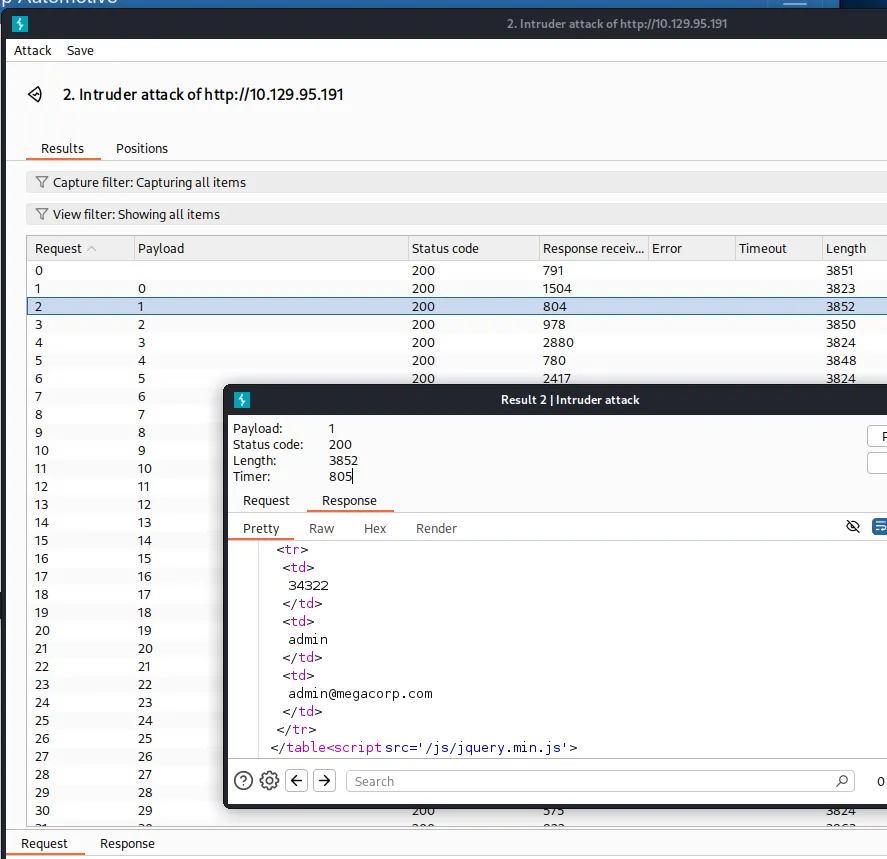 p Automotive
2. Intruder attack of http://10.129.95.191
Attack Save
2. Intruder attack of http://10.129.95.191
Results Positions
Capture filter: Capturing all items
View filter: Showing all items
Request Payload Status code Response receiv... Error Timeout Length
0 200 791 3851
1 0 200 1504 3823
2 1 200 804 3852
3 2 200 978 3850
4 3 200 2880 3824
5 4 200 780 3848
6 5 200 2417 3824
7 6
8 7
9 8
10 9
11 10
12 11
13 12
14 13
15 14
16 15
17 16
18 17
19 18
20 19
21 20
22 21
23 22
24 23
25 24
26 25
27 26
28 27
29 28
30 29 200 575 3824
Result 2 | Intruder attack
Payload: 1
Status code: 200
Length: 3852
Timer: 805
Request Response
Pretty Raw Hex Render
<tr>
<td>
34322
</td>
<td>
admin
</td>
<td>
admin@megacorp.com
</td>
</tr>
</table<script src='/js/jquery.min.js'>
Search 0
Request Response